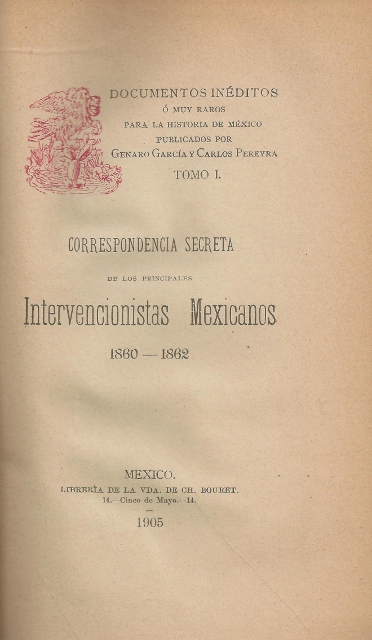 DOCUMENTOS INÉDITOS
Ó MUY RAROS
PARA LA HISTORIA DE MÉXICO
PUBLICADOS POR
GENARO GARCÍA Y CARLOS PEREYRA
TOMO I.
CORRESPONDENCIA SECRETA
DE LOS PRINCIPALES
Intervencionistas Mexicanos
1860 — 1862
MEXICO.
LIBRERÍA DE LA VDA. DE CH. BOURET.
14.—Cinco de Mayo.—14.
1905